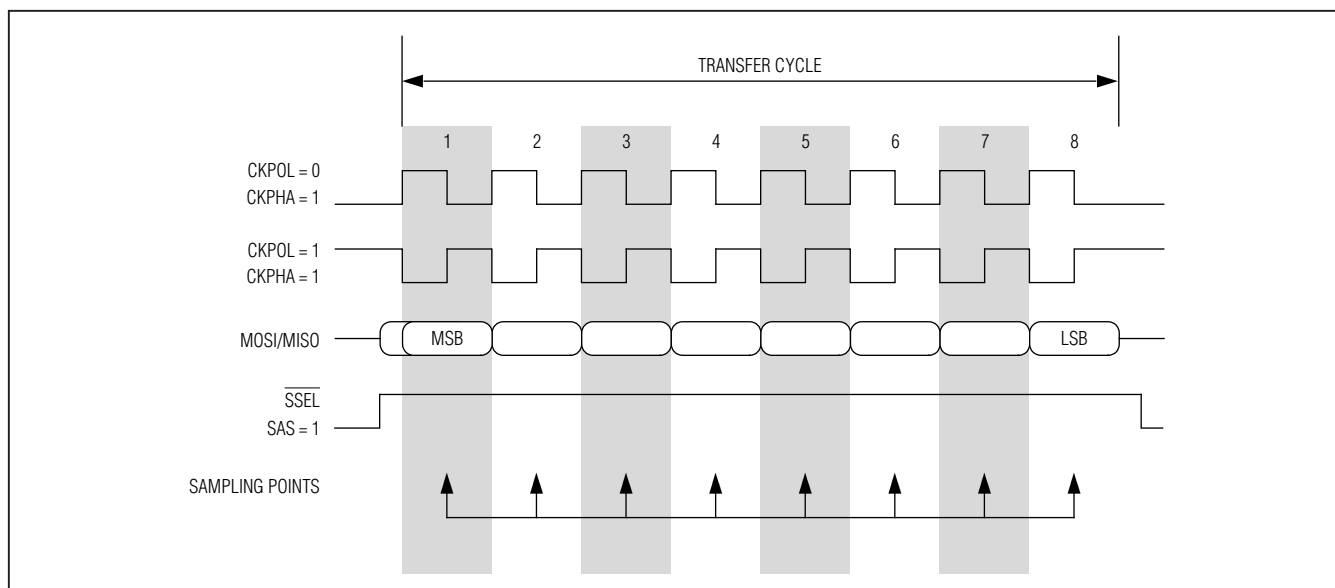 TRANSFER CYCLE
1 2 3 4 5 6 7 8
CKPOL = 0
CKPHA = 1
CKPOL = 1
CKPHA = 1
MOSI/MISO
MSB
LSB
SSEL
SAS = 1
SAMPLING POINTS